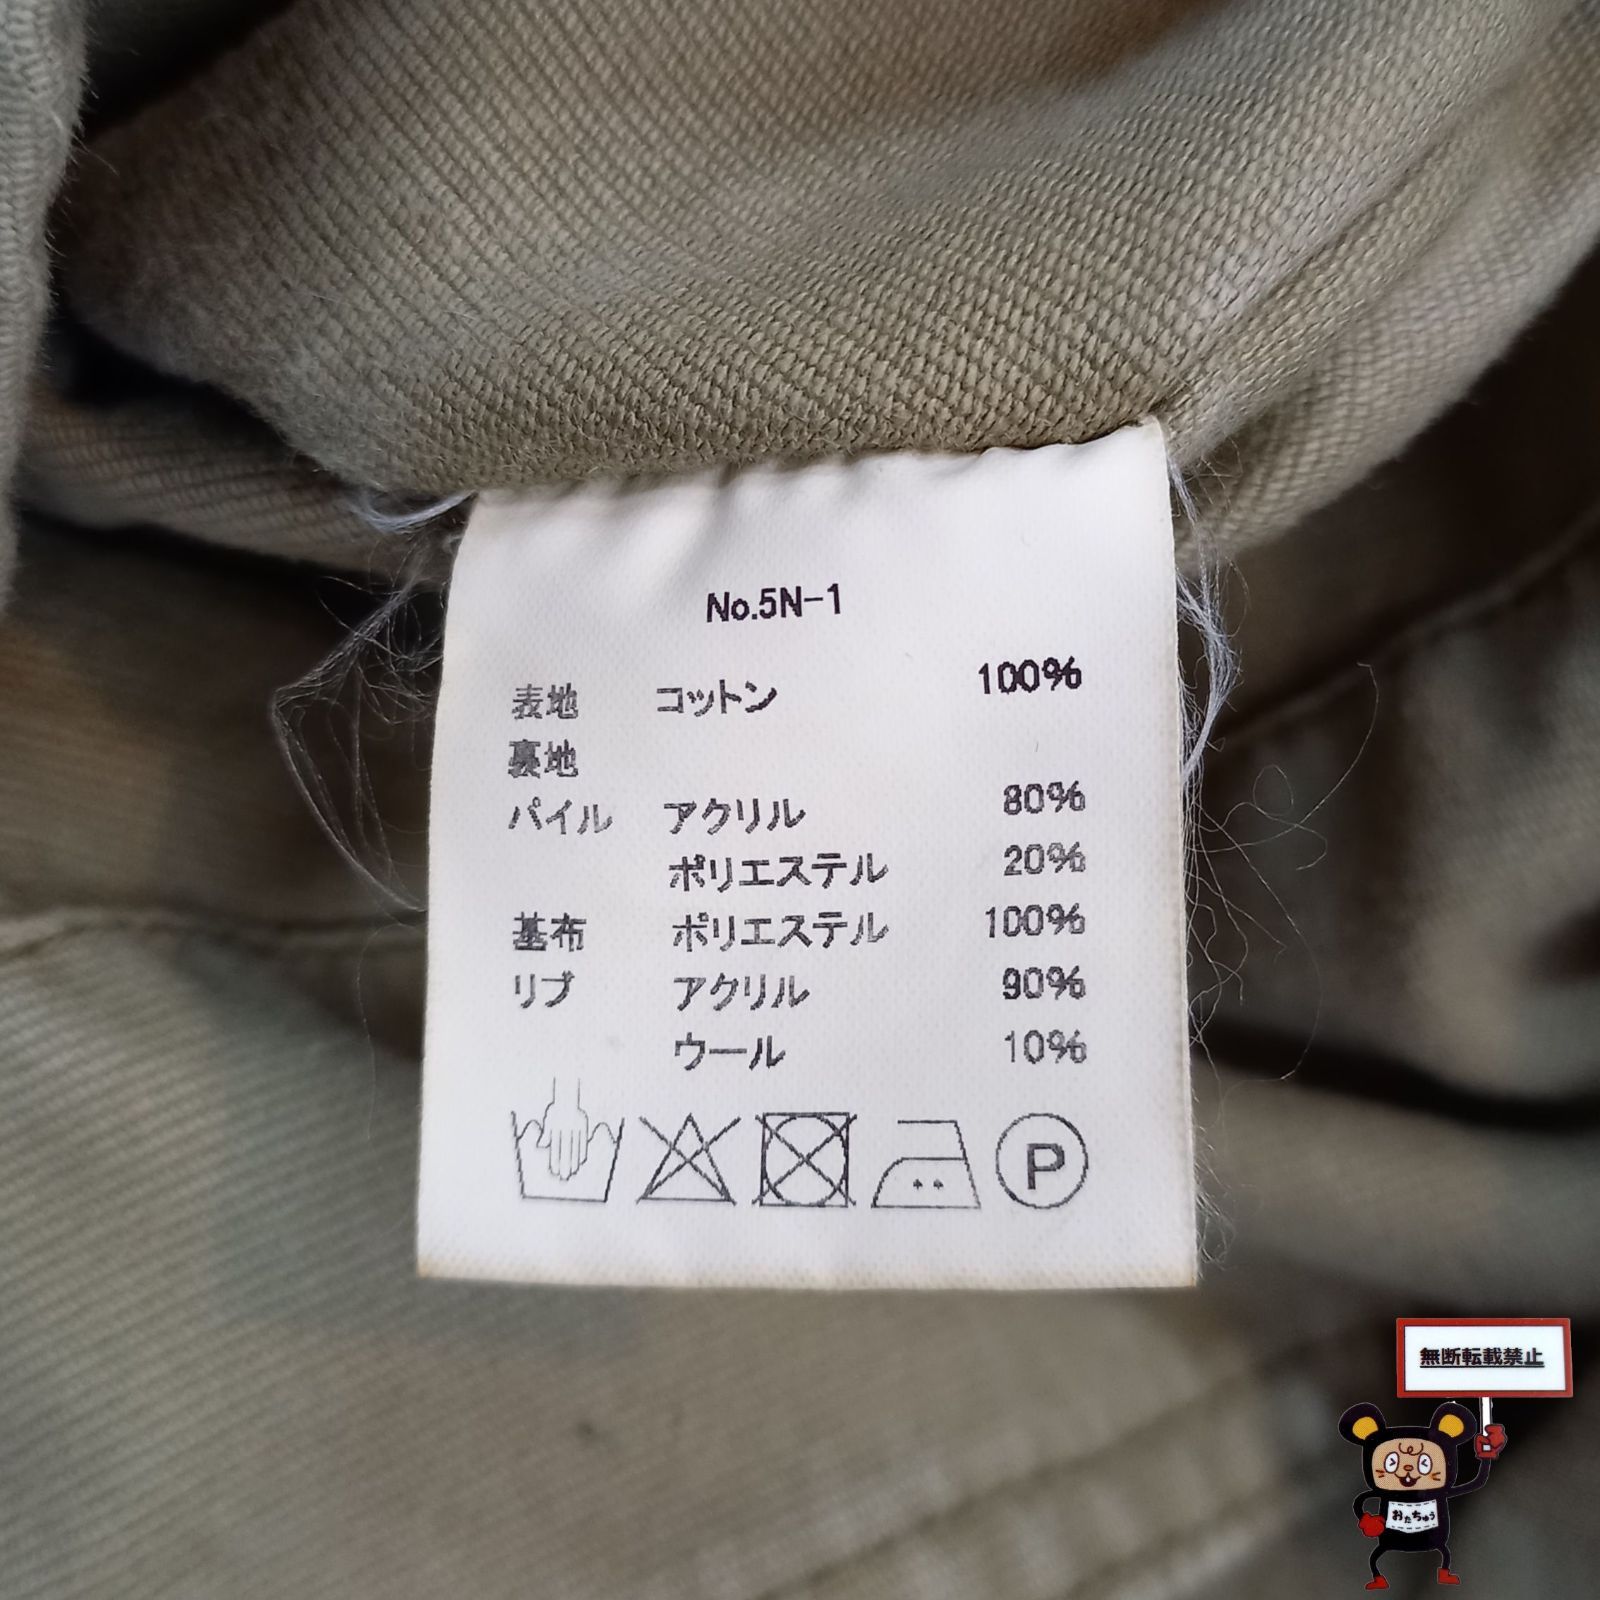 No.5N-1
表地 コットン 100%
裏地
パイル アクリル 80%
ポリエステル 20%
基布 ポリエステル 100%
リブ アクリル 90%
ウール 10%
P
無断転載禁止
おたちゅう